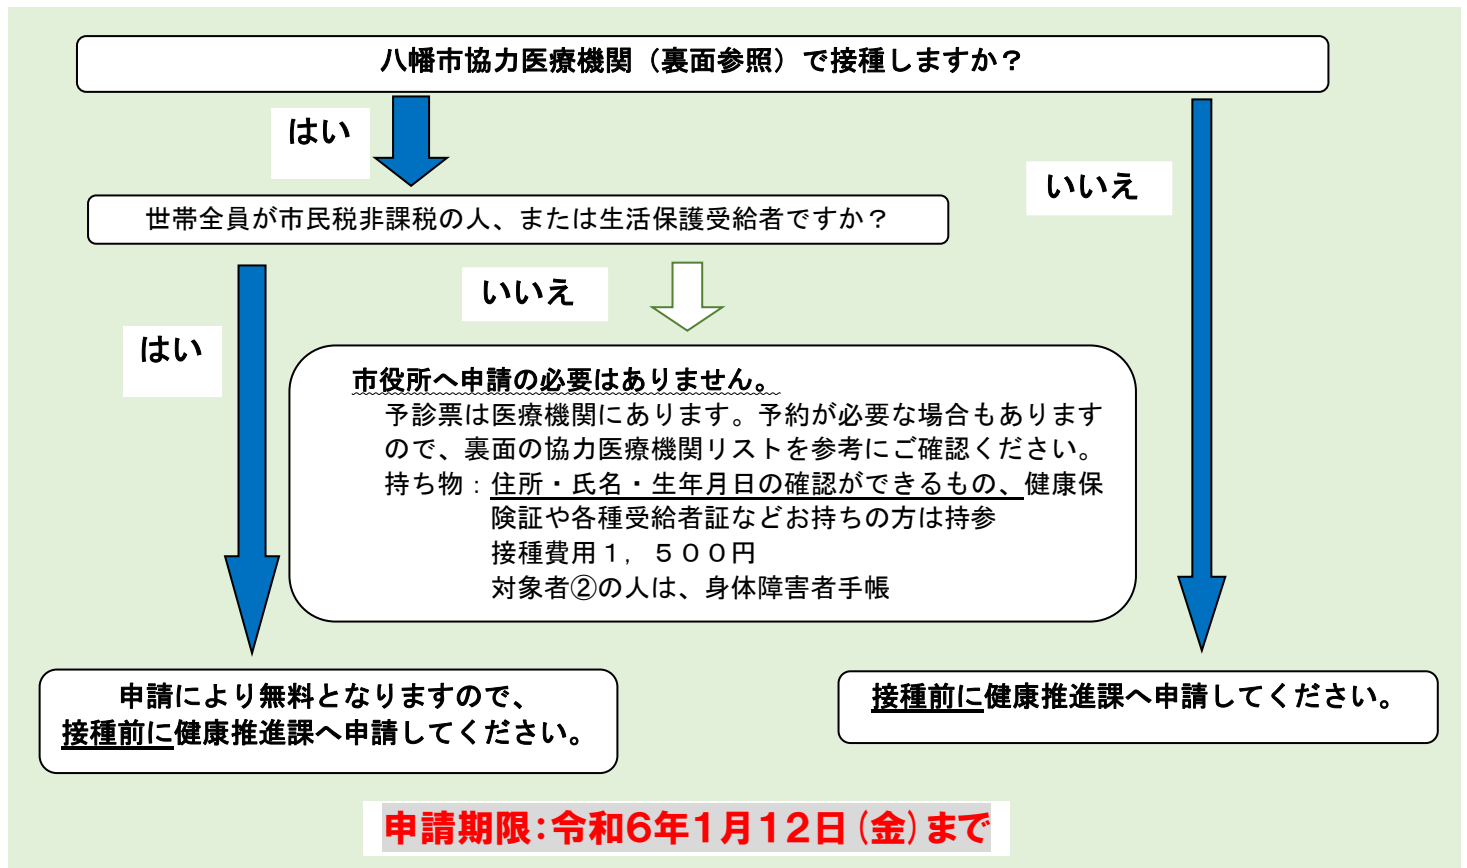 八幡市協力医療機関（裏面参照）で接種しますか？
はい
いいえ
世帯全員が市民税非課税の人、または生活保護受給者ですか？
いいえ
はい
市役所へ申請の必要はありません。
予診票は医療機関にあります。予約が必要な場合もあります
ので、裏面の協力医療機関リストを参考にご確認ください。
持ち物：住所・氏名・生年月日の確認ができるもの、健康保
険証や各種受給者証などお持ちの方は持参
接種費用１，５００円
対象者②の人は、身体障害者手帳
申請により無料となりますので、
接種前に健康推進課へ申請してください。
接種前に健康推進課へ申請してください。
申請期限：令和６年１月１２日（金）まで